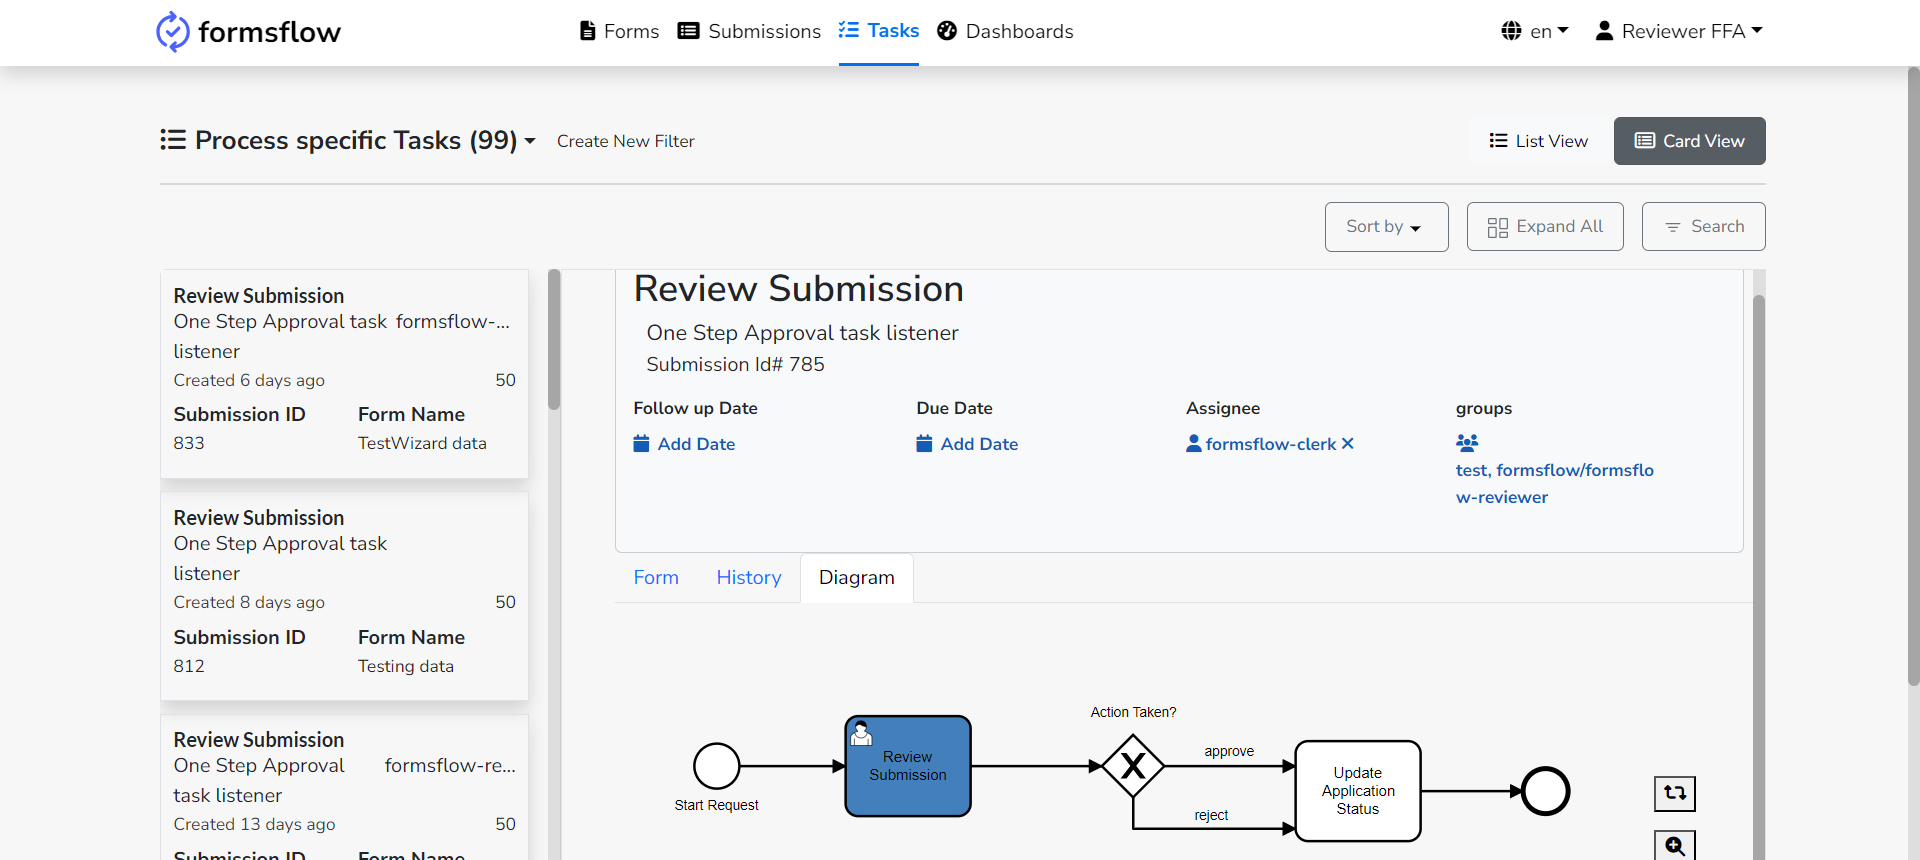 formsflow
Forms
Submissions
Tasks
Dashboards
en
Reviewer FFA
Process specific Tasks (99)
Create New Filter
List View
Card View
Sort by
Expand All
Search
Review Submission
One Step Approval task formsflow-...
listener
Created 6 days ago 50
Submission ID Form Name
833 TestWizard data
Review Submission
One Step Approval task
listener
Created 8 days ago 50
Submission ID Form Name
812 Testing data
Review Submission
One Step Approval formsflow-re...
task listener
Created 13 days ago 50
Submission ID Form Name
Review Submission
One Step Approval task listener
Submission Id# 785
Follow up Date
Add Date
Due Date
Add Date
Assignee
formsflow-clerk
groups
test, formsflow/formsflo
w-reviewer
Form
History
Diagram
Start Request
Review
Submission
Action Taken?
X
approve
reject
Update
Application
Status